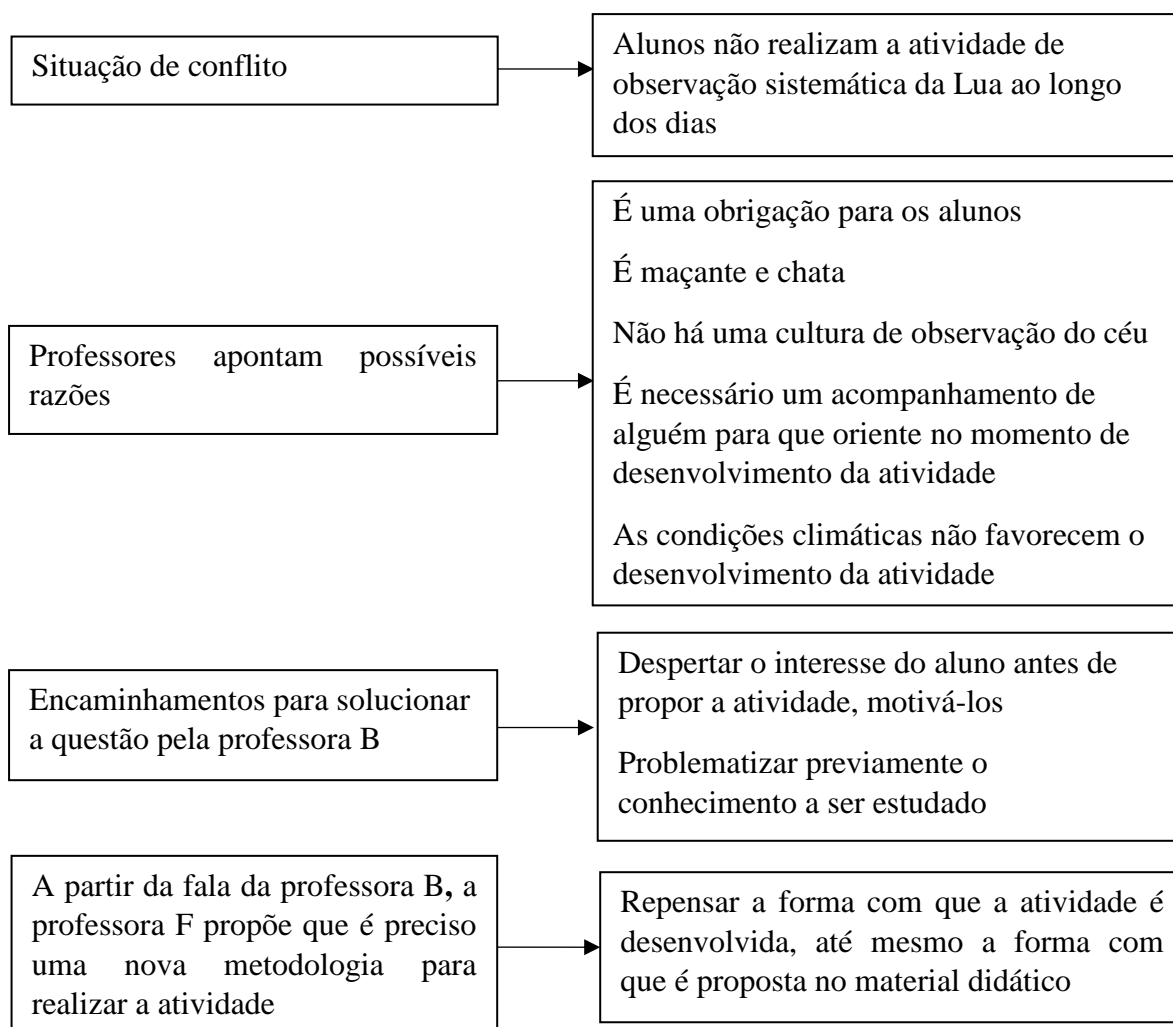 Situação de conflito
Alunos não realizam a atividade de
observação sistemática da Lua ao longo
dos dias
Professores apontam possíveis
razões
É uma obrigação para os alunos
É maçante e chata
Não há uma cultura de observação do céu
É necessário um acompanhamento de
alguém para que oriente no momento de
desenvolvimento da atividade
As condições climáticas não favorecem o
desenvolvimento da atividade
Encaminhamentos para solucionar
a questão pela professora B
Despertar o interesse do aluno antes de
propor a atividade, motivá-los
Problematizar previamente o
conhecimento a ser estudado
A partir da fala da professora B, a
professora F propõe que é preciso
uma nova metodologia para
realizar a atividade
Repensar a forma com que a atividade é
desenvolvida, até mesmo a forma com
que é proposta no material didático